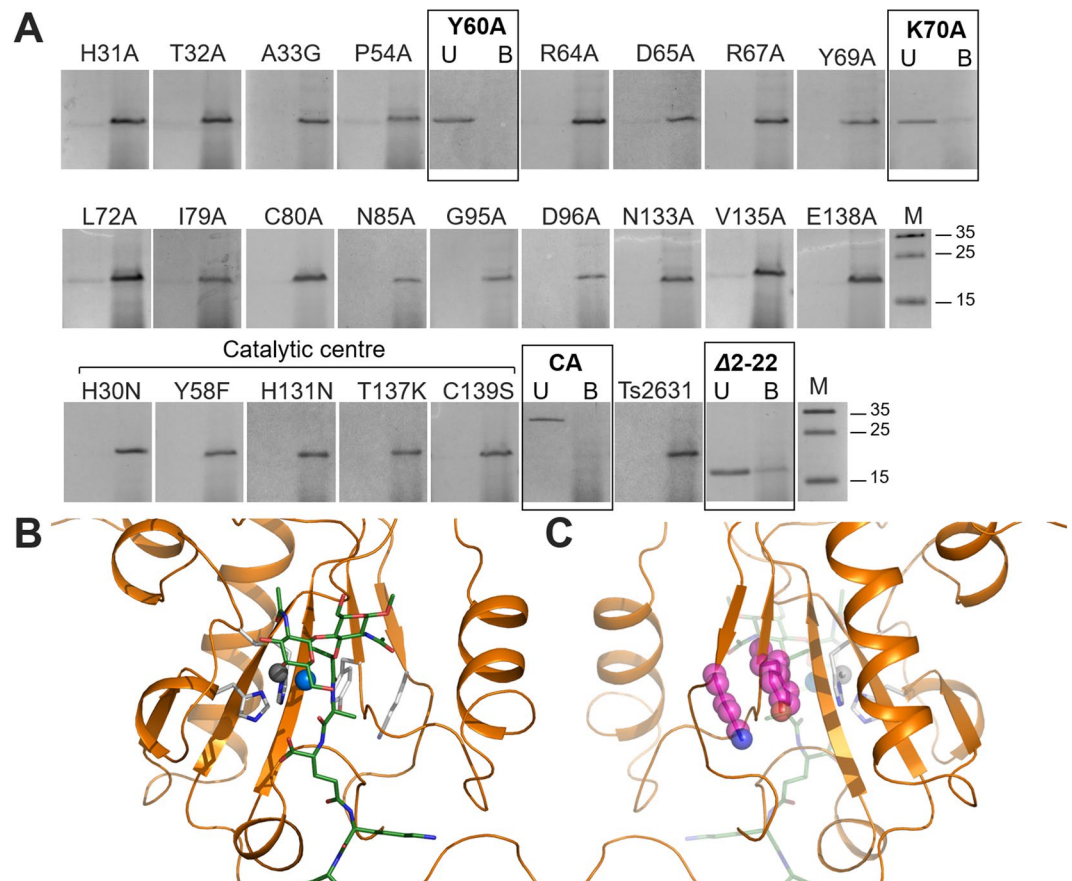 A
H31A T32A A33G P54A Y60A R64A D65A R67A Y69A K70A
U B U B
L72A I79A C80A N85A G95A D96A N133A V135A E138A M
35
25
15
Catalytic centre
H30N Y58F H131N T137K C139S CA Ts2631 Δ2-22 M
U B U B
35
25
15
B C